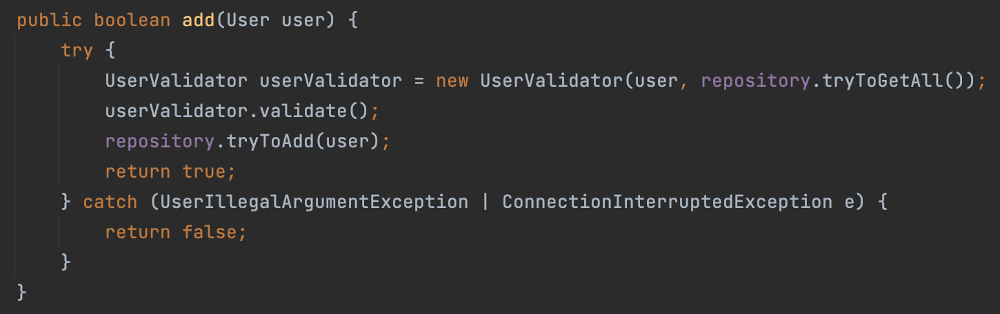 public boolean add(User user) {
    try {
        UserValidator userValidator = new UserValidator(user, repository.tryToGetAll());
        userValidator.validate();
        repository.tryToAdd(user);
        return true;
    } catch (UserIllegalArgumentException | ConnectionInterruptedException e) {
        return false;
    }
}